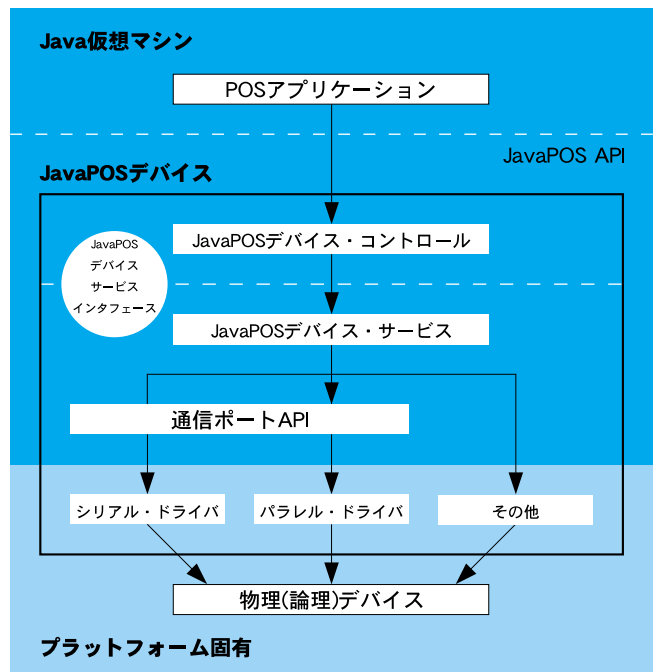 Java仮想マシン
POSアプリケーション
JavaPOS API
JavaPOSデバイス
JavaPOSデバイス・コントロール
JavaPOS
デバイス
サービス
インタフェース
JavaPOSデバイス・サービス
通信ポートAPI
シリアル・ドライバ
パラレル・ドライバ
その他
物理(論理)デバイス
プラットフォーム固有